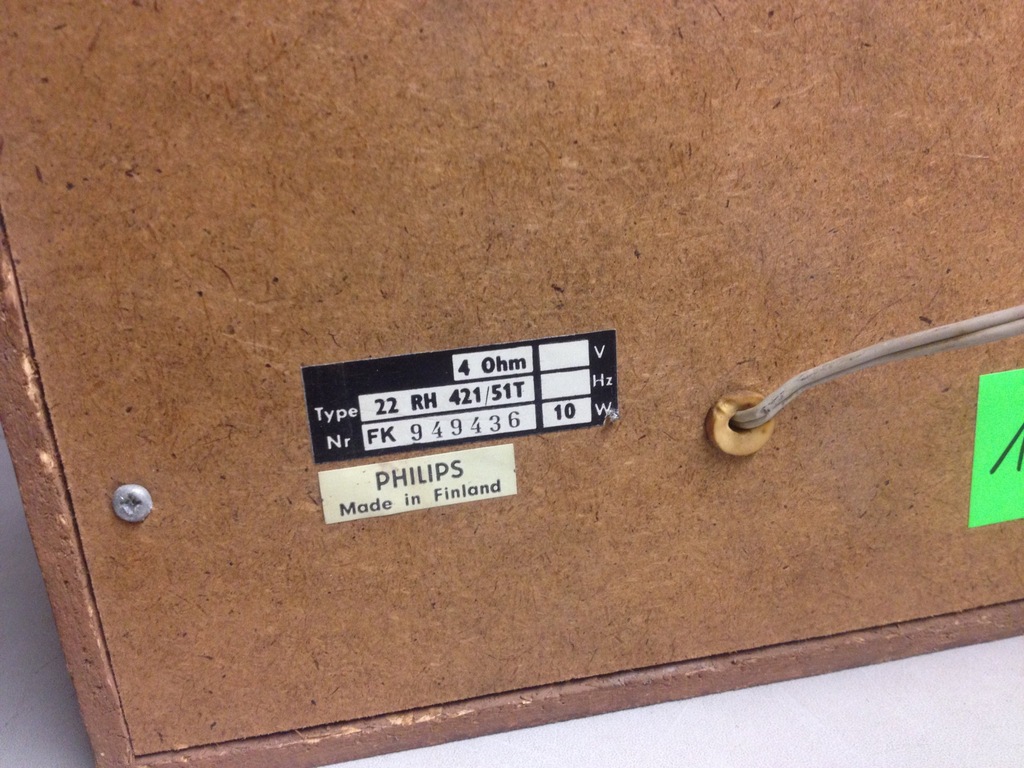 4 Ohm V
Type 22 RH 421/51T Hz
Nr FK 949436 10 W
PHILIPS
Made in Finland